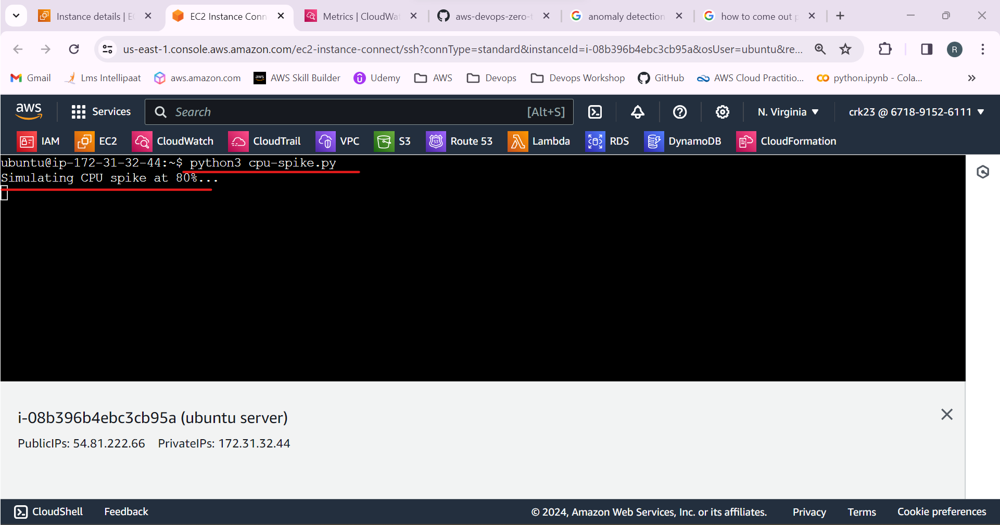 Instance details | EC
EC2 Instance Conn
Metrics | CloudWat
aws-devops-zero-t
anomaly detection
how to come out p
us-east-1.console.aws.amazon.com/ec2-instance-connect/ssh?connType=standard&instanceId=i-08b396b4ebc3cb95a&osUser=ubuntu&re...
R
Gmail
Lms Intellipaat
aws.amazon.com
aws
AWS Skill Builder
Udemy
AWS
Devops
Devops Workshop
GitHub
AWS Cloud Practitio...
python.ipynb - Cola...
aws
Services
Search
[Alt+S]
N. Virginia
crk23 @ 6718-9152-6111
IAM
EC2
CloudWatch
CloudTrail
VPC
S3
53
Route 53
Lambda
RDS
DynamoDB
CloudFormation
ubuntu@ip-172-31-32-44:~$ python3 cpu-spike.py
Simulating CPU spike at 80%...
i-08b396b4ebc3cb95a (ubuntu server)
PublicIPs: 54.81.222.66 PrivateIPs: 172.31.32.44
CloudShell
Feedback
© 2024, Amazon Web Services, Inc. or its affiliates.
Privacy
Terms
Cookie preferences